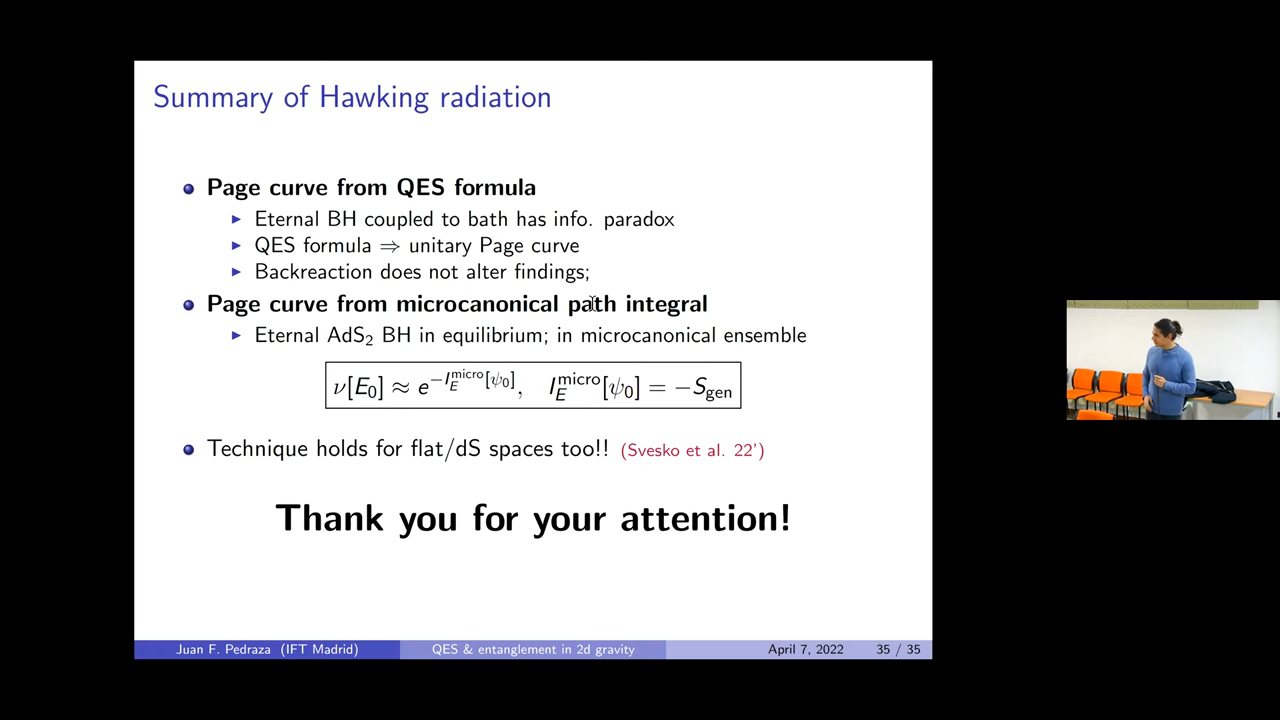 Summary of Hawking radiation
Page curve from QES formula
Eternal BH coupled to bath has info. paradox
QES formula ⇒ unitary Page curve
Backreaction does not alter findings;
Page curve from microcanonical path integral
Eternal AdS₂ BH in equilibrium; in microcanonical ensemble
ν[E₀] ≈ e^{−I_E^{micro}[ψ₀]}, I_E^{micro}[ψ₀] = −S_{gen}
Technique holds for flat/dS spaces too!! (Svesko et al. 22')
Thank you for your attention!
Juan F. Pedraza (IFT Madrid) QES & entanglement in 2d gravity April 7, 2022 35 / 35